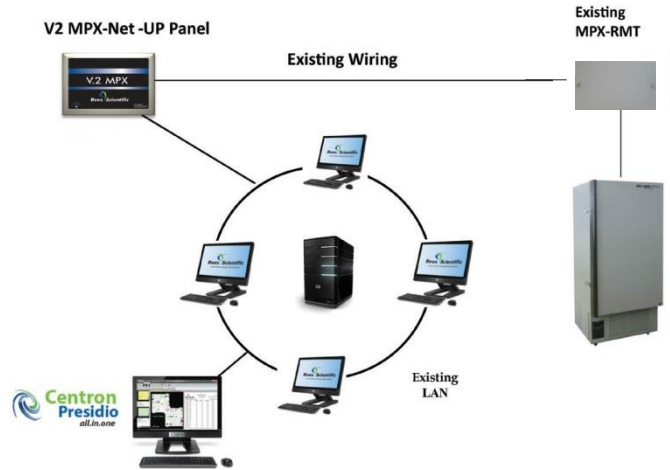 V2 MPX-Net -UP Panel
Existing
MPX-RMT
Existing Wiring
V.2 MPX
Rees Scientific
Rees Scientific
Rees Scientific
Rees Scientific
Rees Scientific
Existing
LAN
Centron
Presidio
all.in.one